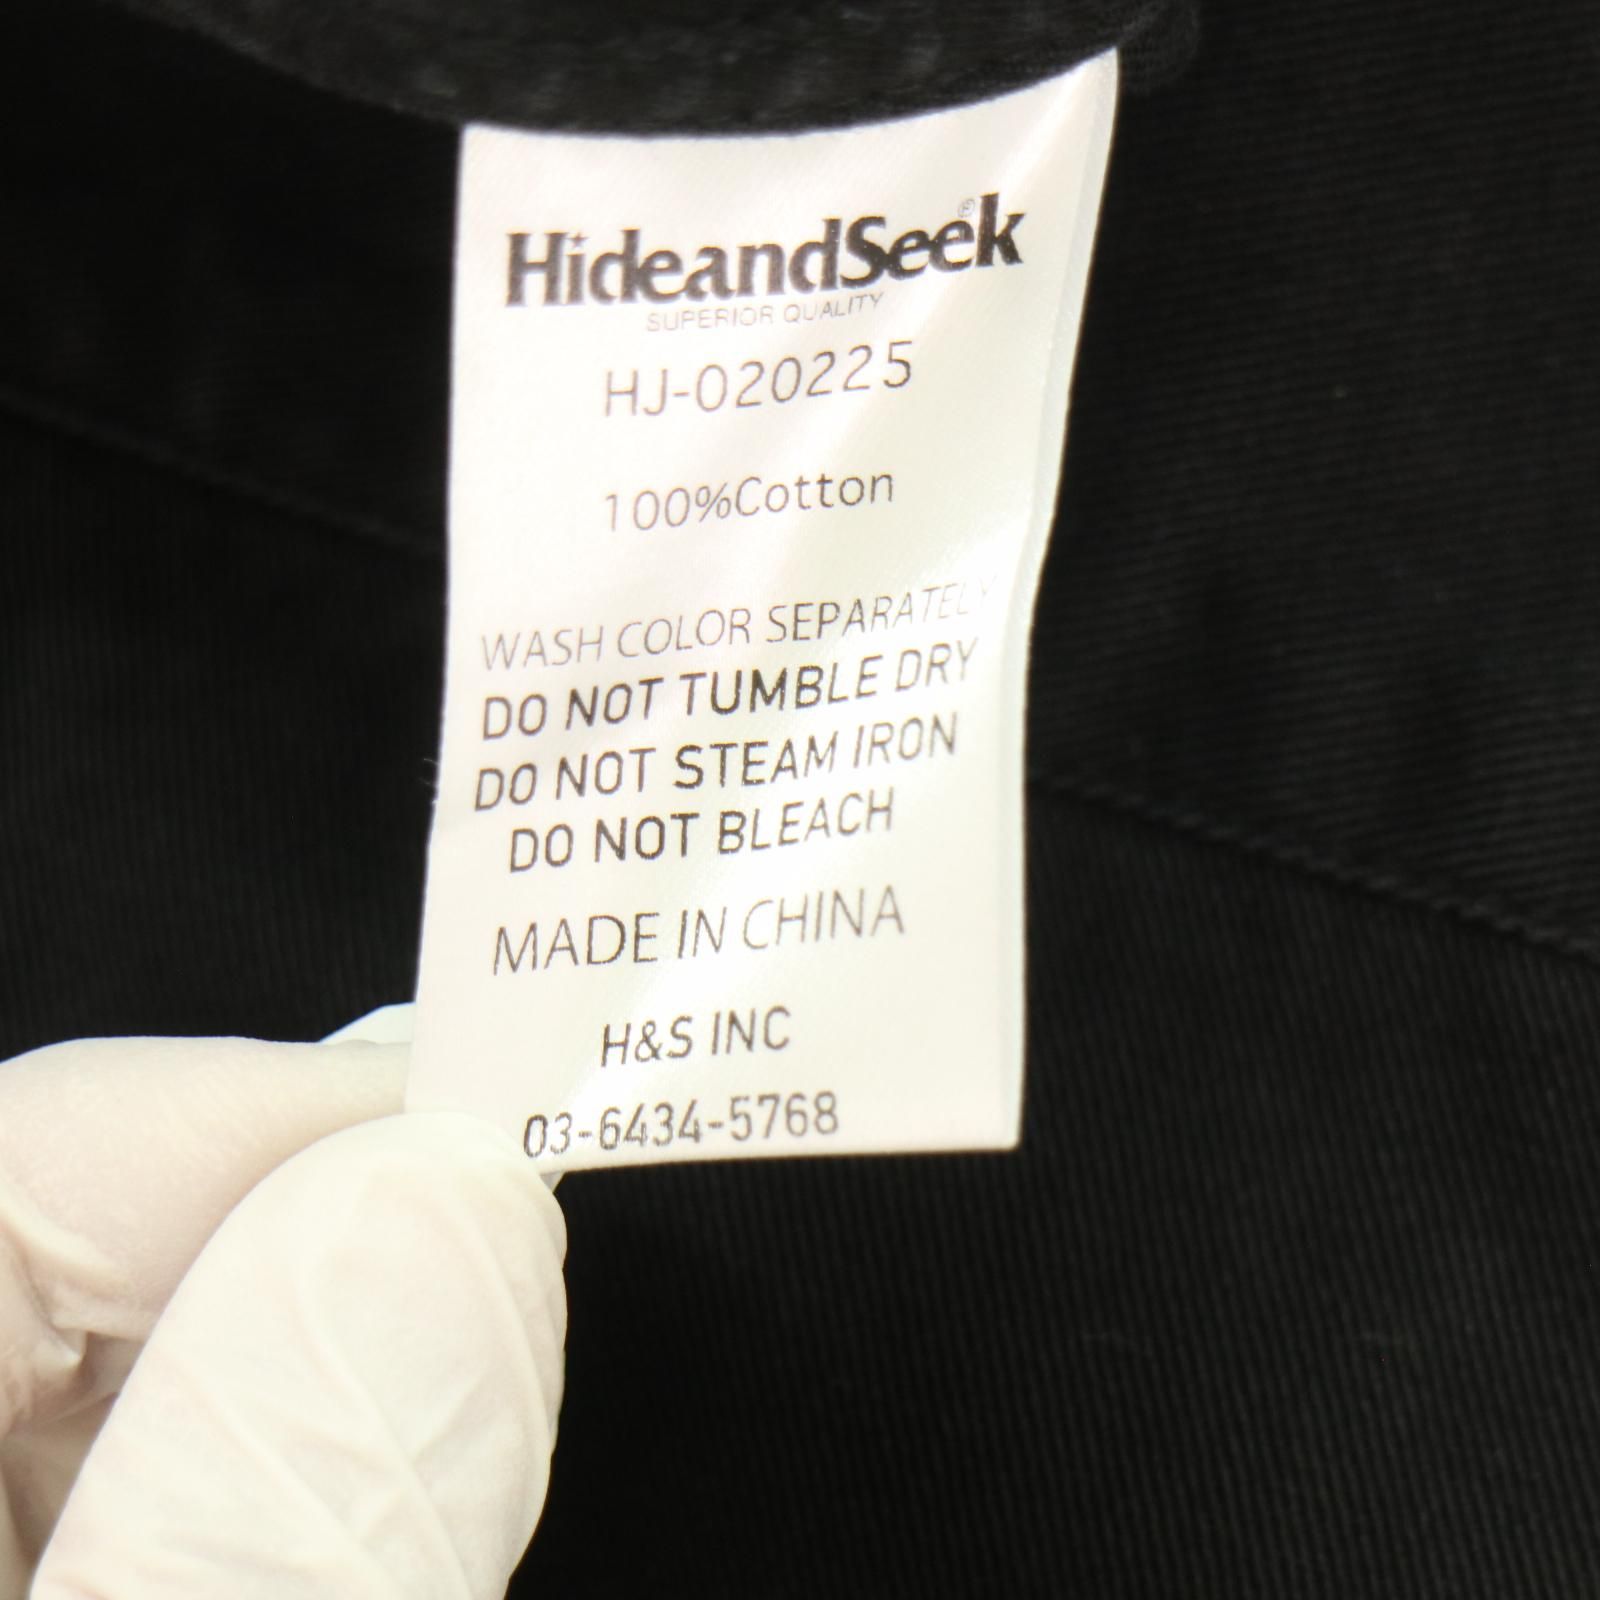 HideandSeek®
SUPERIOR QUALITY
HJ-020225
100%Cotton
WASH COLOR SEPARATELY
DO NOT TUMBLE DRY
DO NOT STEAM IRON
DO NOT BLEACH
MADE IN CHINA
H&S INC
03-6434-5768